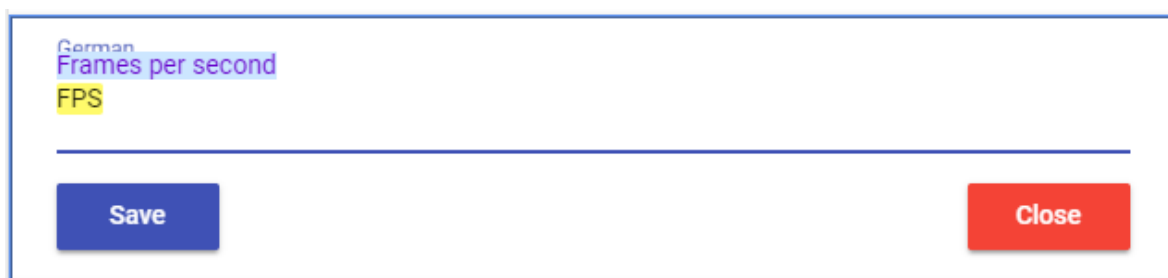 German
Frames per second
FPS
Save
Close